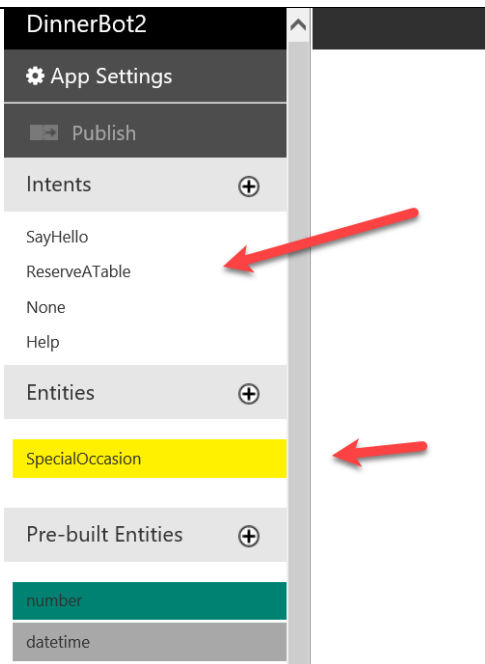 DinnerBot2
App Settings
Publish
Intents
SayHello
ReserveATable
None
Help
Entities
SpecialOccasion
Pre-built Entities
number
datetime